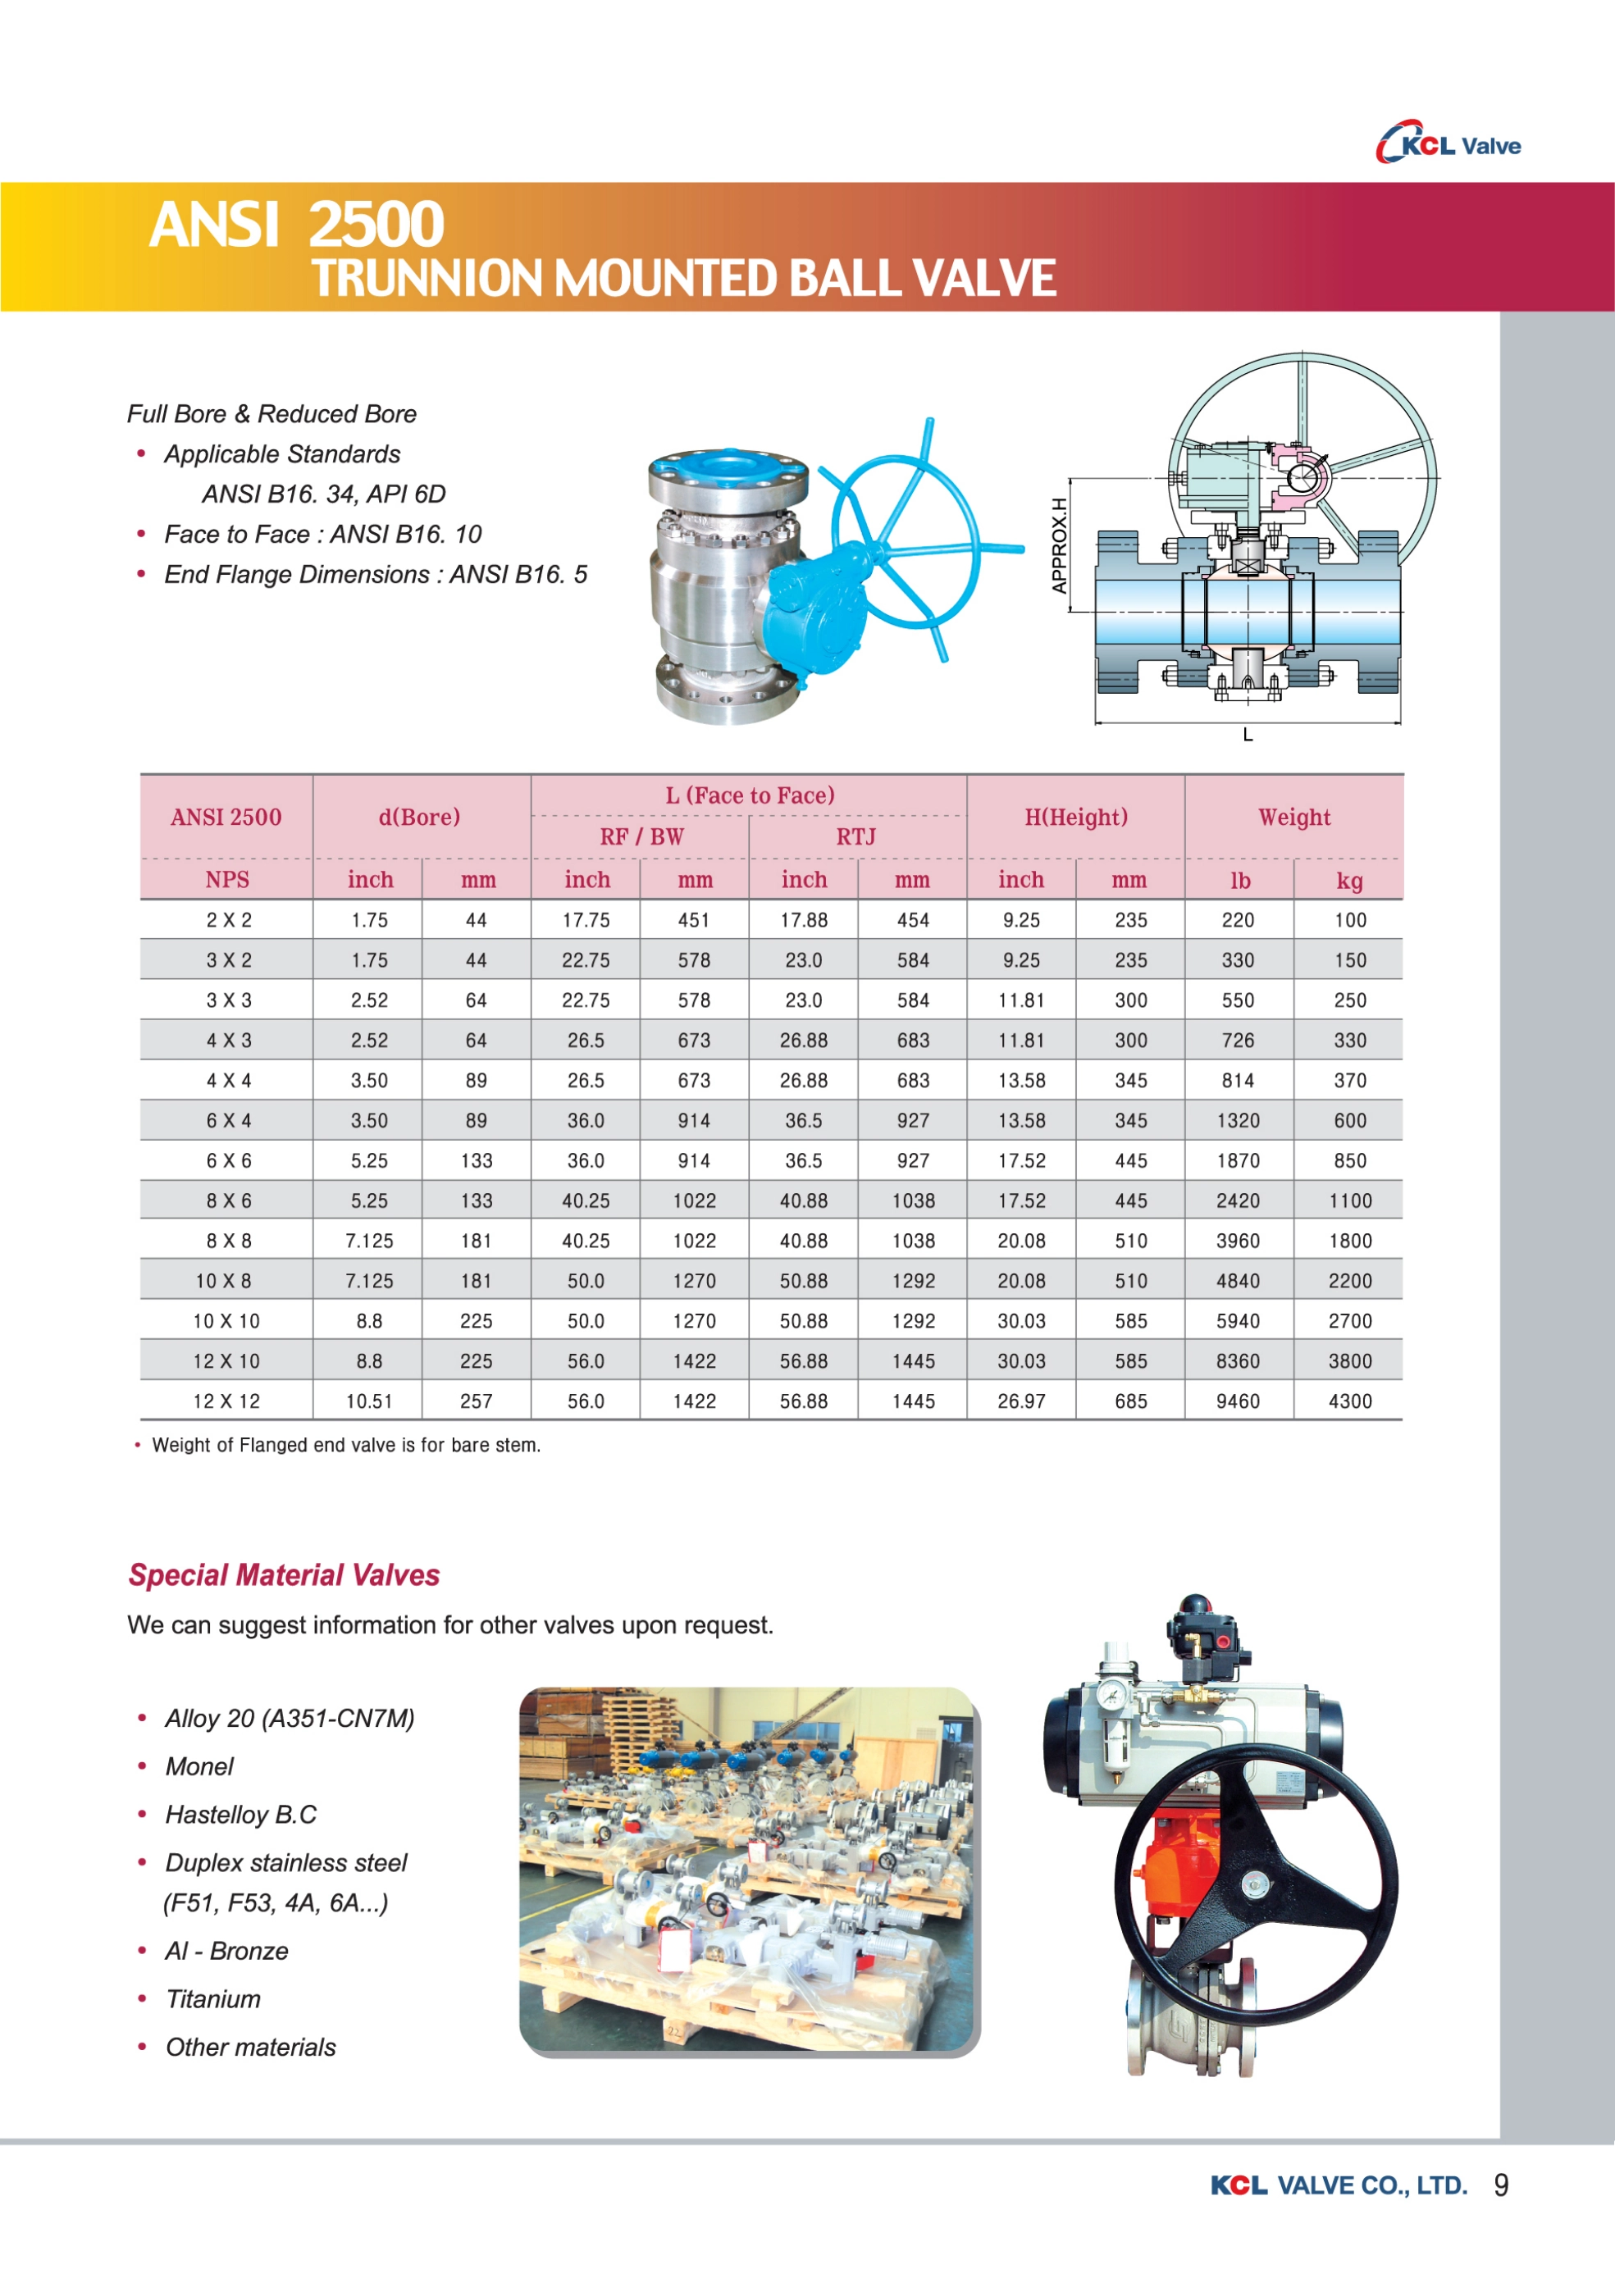 KCL Valve
ANSI 2500
TRUNNION MOUNTED BALL VALVE
Full Bore & Reduced Bore
• Applicable Standards
ANSI B16. 34, API 6D
• Face to Face : ANSI B16. 10
• End Flange Dimensions : ANSI B16. 5
APPROX.H
L
ANSI 2500 d(Bore) L (Face to Face) H(Height) Weight
RF / BW RTJ
NPS inch mm inch mm inch mm inch mm lb kg
2 X 2 1.75 44 17.75 451 17.88 454 9.25 235 220 100
3 X 2 1.75 44 22.75 578 23.0 584 9.25 235 330 150
3 X 3 2.52 64 22.75 578 23.0 584 11.81 300 550 250
4 X 3 2.52 64 26.5 673 26.88 683 11.81 300 726 330
4 X 4 3.50 89 26.5 673 26.88 683 13.58 345 814 370
6 X 4 3.50 89 36.0 914 36.5 927 13.58 345 1320 600
6 X 6 5.25 133 36.0 914 36.5 927 17.52 445 1870 850
8 X 6 5.25 133 40.25 1022 40.88 1038 17.52 445 2420 1100
8 X 8 7.125 181 40.25 1022 40.88 1038 20.08 510 3960 1800
10 X 8 7.125 181 50.0 1270 50.88 1292 20.08 510 4840 2200
10 X 10 8.8 225 50.0 1270 50.88 1292 30.03 585 5940 2700
12 X 10 8.8 225 56.0 1422 56.88 1445 30.03 585 8360 3800
12 X 12 10.51 257 56.0 1422 56.88 1445 26.97 685 9460 4300
• Weight of Flanged end valve is for bare stem.
Special Material Valves
We can suggest information for other valves upon request.
• Alloy 20 (A351-CN7M)
• Monel
• Hastelloy B.C
• Duplex stainless steel
(F51, F53, 4A, 6A...)
• Al - Bronze
• Titanium
• Other materials
22
KCL VALVE CO., LTD. 9